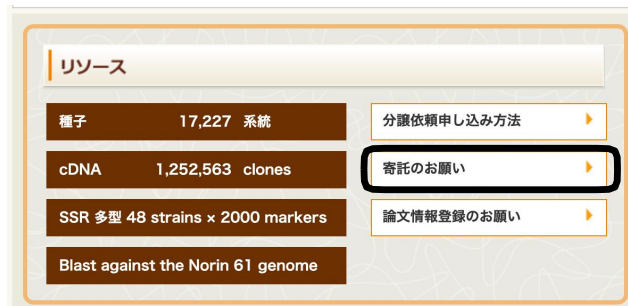 リソース
種子 17,227 系統
分譲依頼申し込み方法
cDNA 1,252,563 clones
寄託のお願い
SSR 多型 48 strains × 2000 markers
論文情報登録のお願い
Blast against the Norin 61 genome